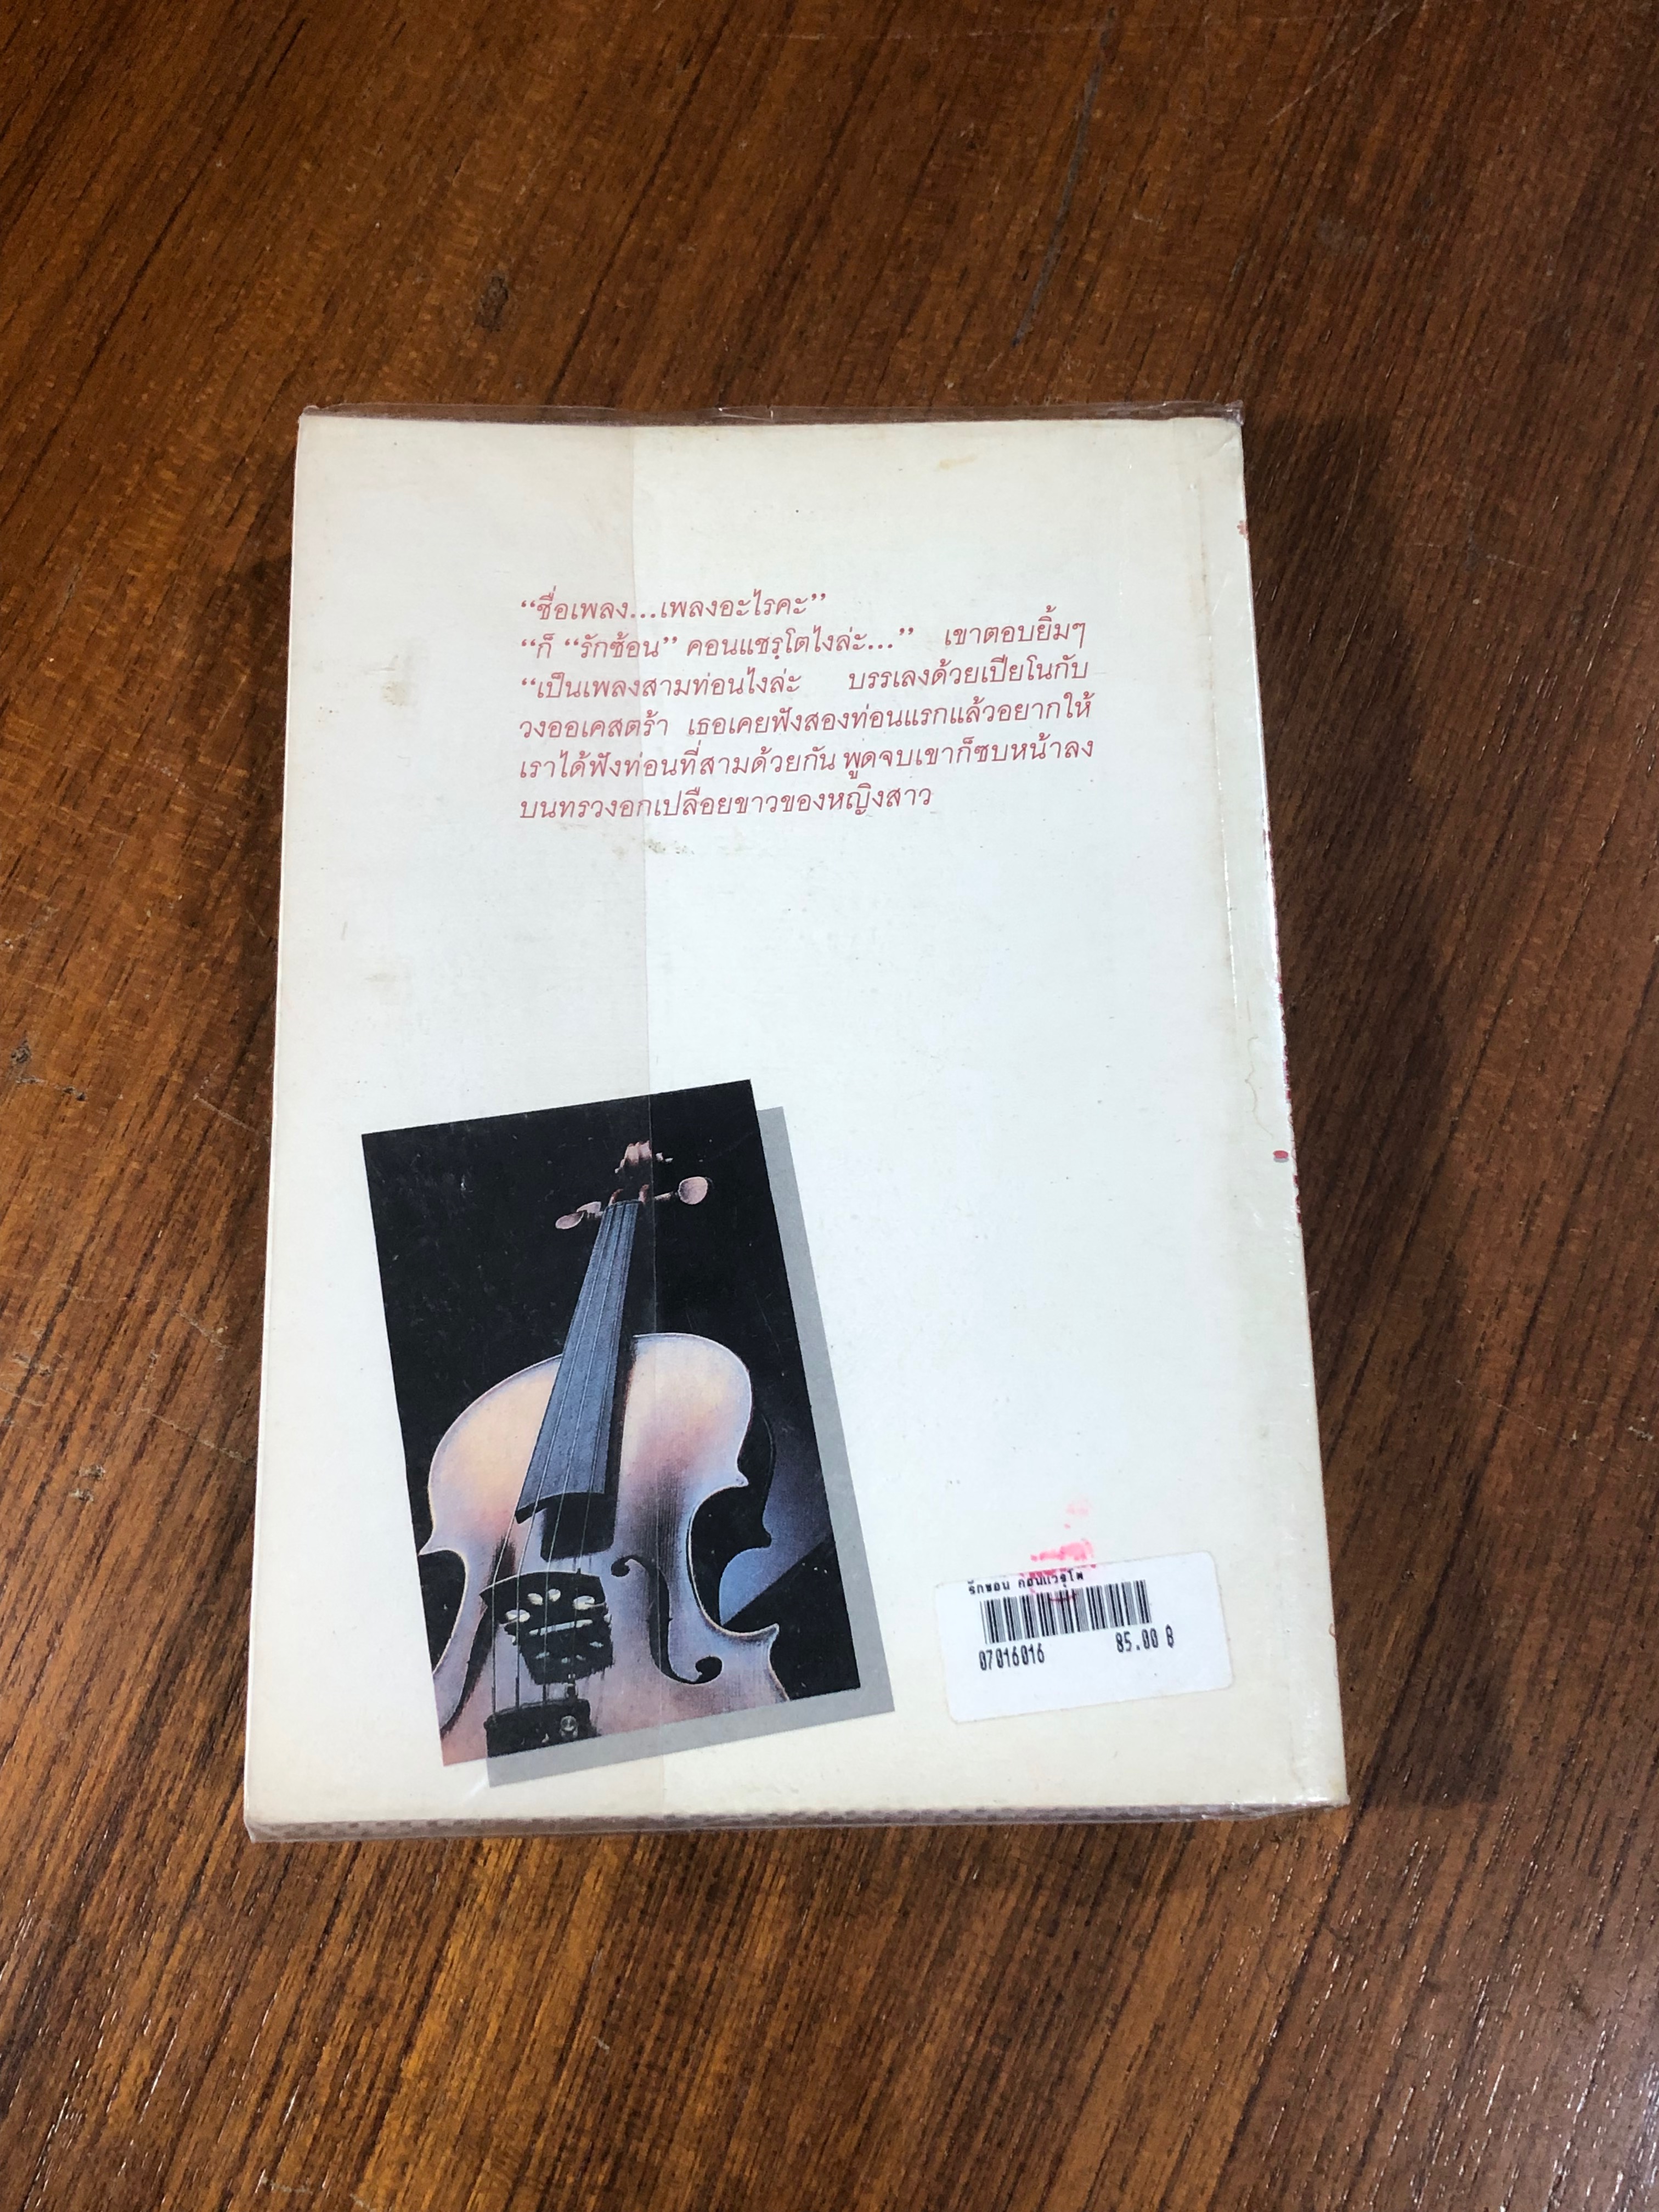 “ชื่อเพลง...เพลงอะไรคะ”
“ก็ “รักซ้อน” คอนแชรฺโตไงล่ะ...” เขาตอบยิ้มๆ
“เป็นเพลงสามท่อนไงล่ะ บรรเลงด้วยเปียโนกับ
วงออเคสตร้า เธอเคยฟังสองท่อนแรกแล้วอยากให้
เราได้ฟังท่อนที่สามด้วยกัน พูดจบเขาก็ซบหน้าลง
บนทรวงอกเปลือยขาวของหญิงสาว
รักซอน
07016016 85.00 ฿